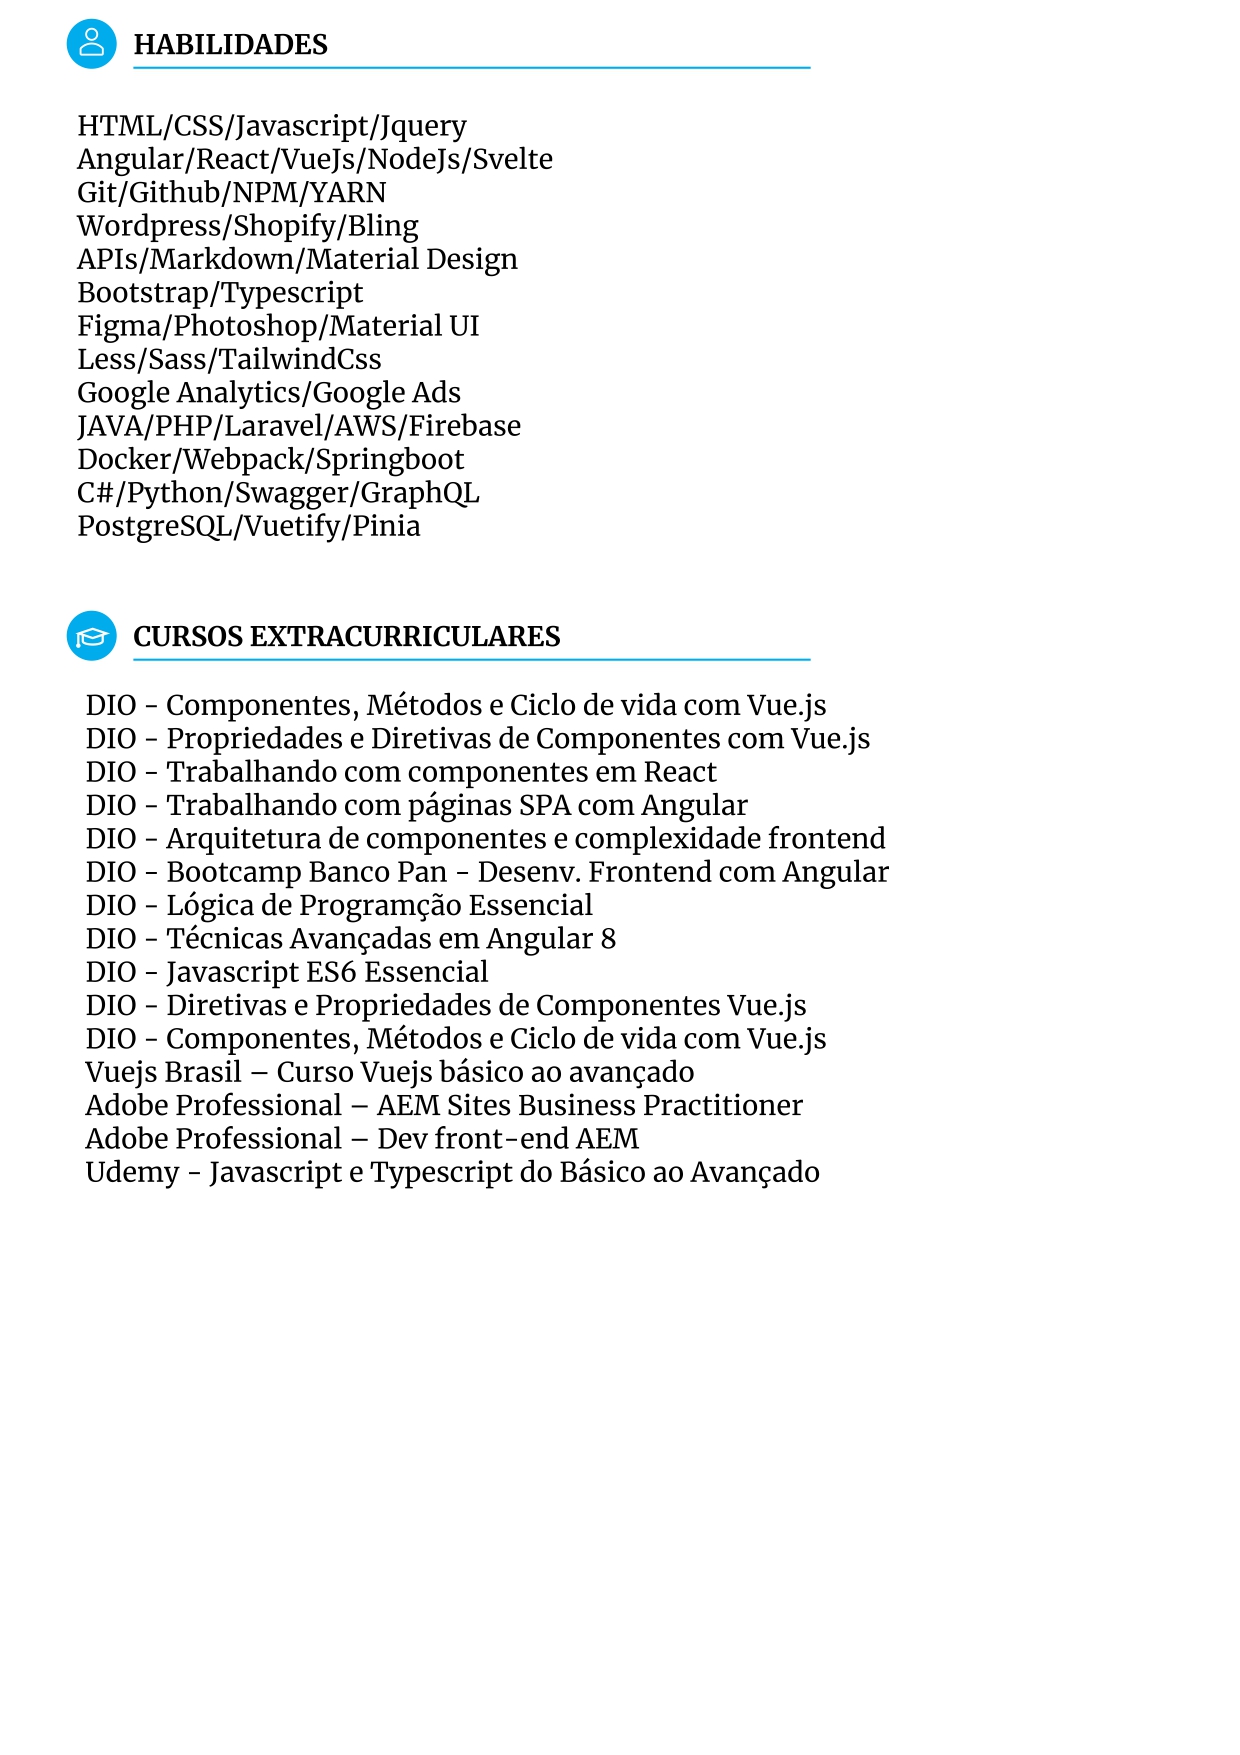 HABILIDADES
HTML/CSS/Javascript/Jquery
Angular/React/VueJs/NodeJs/Svelte
Git/Github/NPM/YARN
Wordpress/Shopify/Bling
APIs/Markdown/Material Design
Bootstrap/Typescript
Figma/Photoshop/Material UI
Less/Sass/TailwindCss
Google Analytics/Google Ads
JAVA/PHP/Laravel/AWS/Firebase
Docker/Webpack/Springboot
C#/Python/Swagger/GraphQL
PostgreSQL/Vuetify/Pinia
CURSOS EXTRACURRICULARES
DIO - Componentes, Métodos e Ciclo de vida com Vue.js
DIO - Propriedades e Diretivas de Componentes com Vue.js
DIO - Trabalhando com componentes em React
DIO - Trabalhando com páginas SPA com Angular
DIO - Arquitetura de componentes e complexidade frontend
DIO - Bootcamp Banco Pan - Desenv. Frontend com Angular
DIO - Lógica de Programção Essencial
DIO - Técnicas Avançadas em Angular 8
DIO - Javascript ES6 Essencial
DIO - Diretivas e Propriedades de Componentes Vue.js
DIO - Componentes, Métodos e Ciclo de vida com Vue.js
Vuejs Brasil – Curso Vuejs básico ao avançado
Adobe Professional – AEM Sites Business Practitioner
Adobe Professional – Dev front-end AEM
Udemy - Javascript e Typescript do Básico ao Avançado